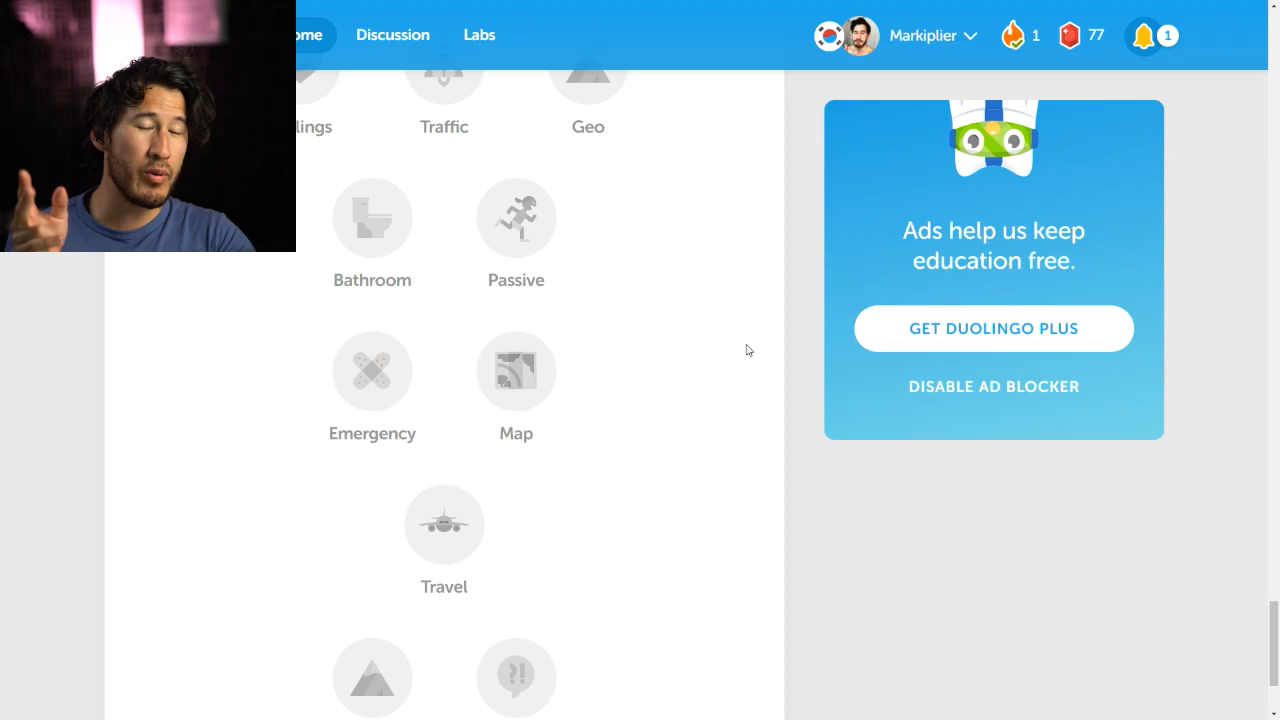 ome Discussion Labs Markiplier 1 77 1
lings Traffic Geo
Bathroom Passive
Emergency Map
Travel
?!
Ads help us keep
education free.
GET DUOLINGO PLUS
DISABLE AD BLOCKER